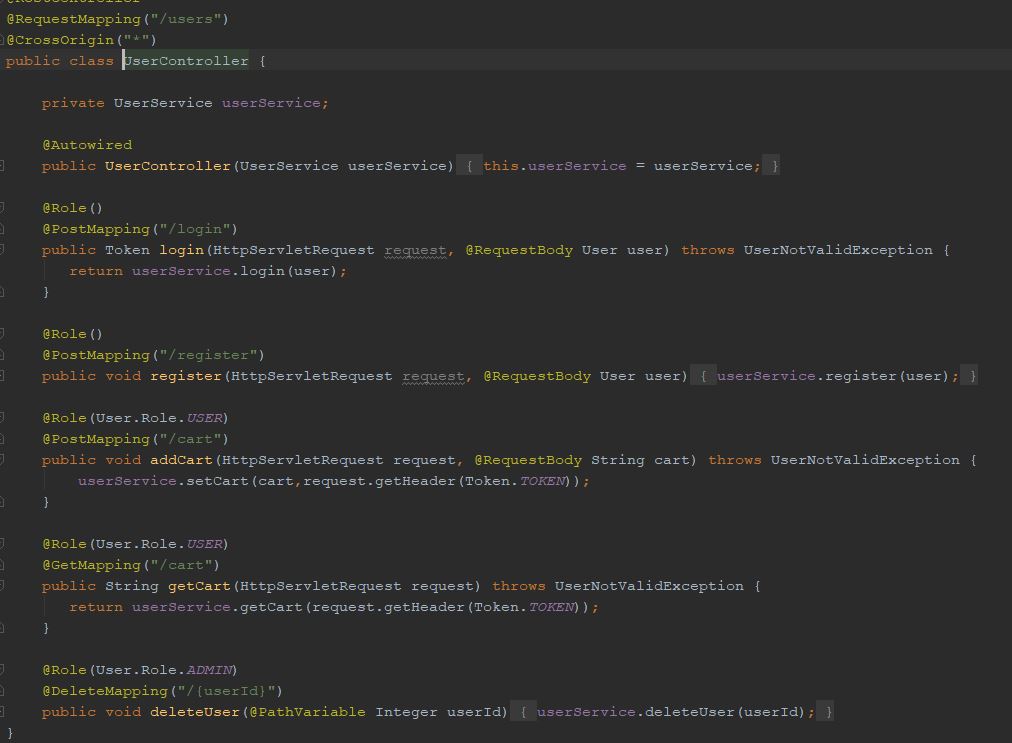 @RestController
@RequestMapping("/users")
@CrossOrigin("*")
public class UserController {
private UserService userService;
@Autowired
public UserController(UserService userService) { this.userService = userService; }
@Role()
@PostMapping("/login")
public Token login(HttpServletRequest request, @RequestBody User user) throws UserNotValidException {
return userService.login(user);
}
@Role()
@PostMapping("/register")
public void register(HttpServletRequest request, @RequestBody User user) { userService.register(user); }
@Role(User.Role.USER)
@PostMapping("/cart")
public void addCart(HttpServletRequest request, @RequestBody String cart) throws UserNotValidException {
userService.setCart(cart,request.getHeader(Token.TOKEN));
}
@Role(User.Role.USER)
@GetMapping("/cart")
public String getCart(HttpServletRequest request) throws UserNotValidException {
return userService.getCart(request.getHeader(Token.TOKEN));
}
@Role(User.Role.ADMIN)
@DeleteMapping("/{userId}")
public void deleteUser(@PathVariable Integer userId) { userService.deleteUser(userId); }
}